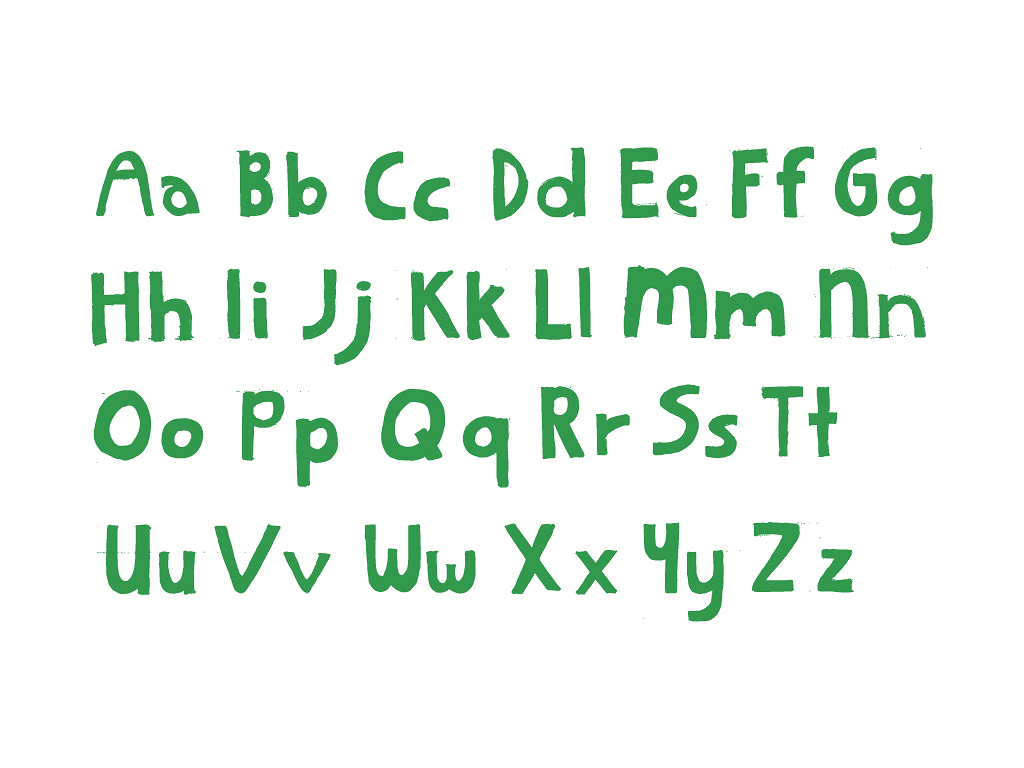 Aa Bb Cc Dd Ee Ff Gg
Hh Ii Jj Kk Ll Mm Nn
Oo Pp Qq Rr Ss Tt
Uu Vv Ww Xx Yy Zz